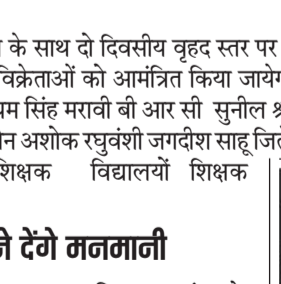 के साथ दो दिवसीय वृहद स्तर पर
विक्रेताओं को आमंत्रित किया जायेग
सिंह मरावी बी आर सी सुनील
अशोक रघुवंशी जगदीश साहू
शिक्षक विद्यालयों शिक्षक
देंगे मनमानी